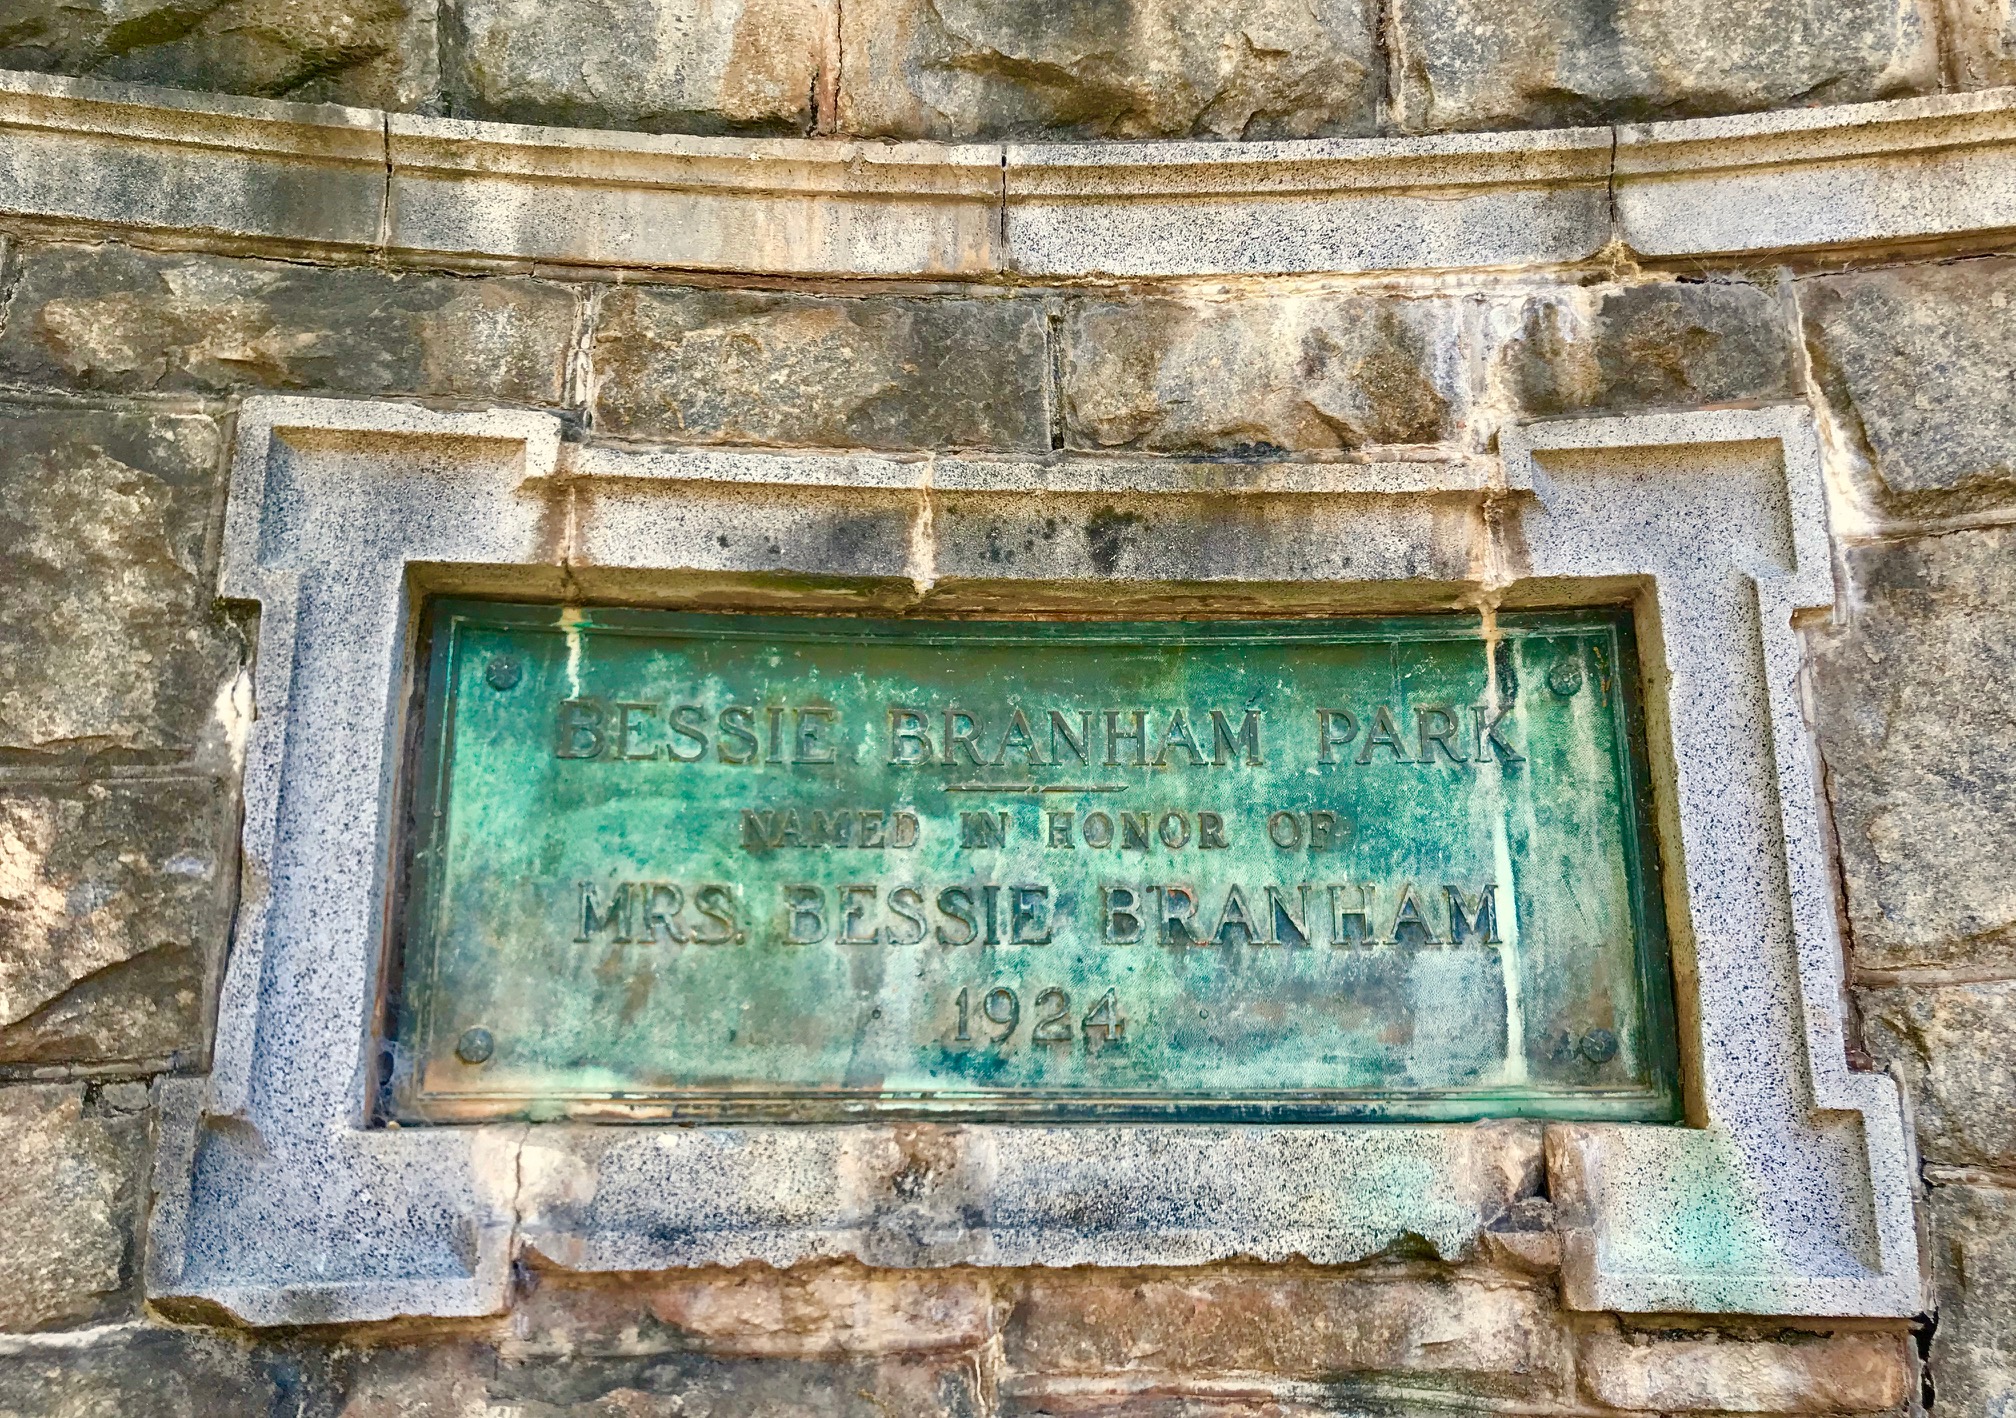 BESSIE BRANHAM PARK
NAMED IN HONOR OF
MRS. BESSIE BRANHAM
1924